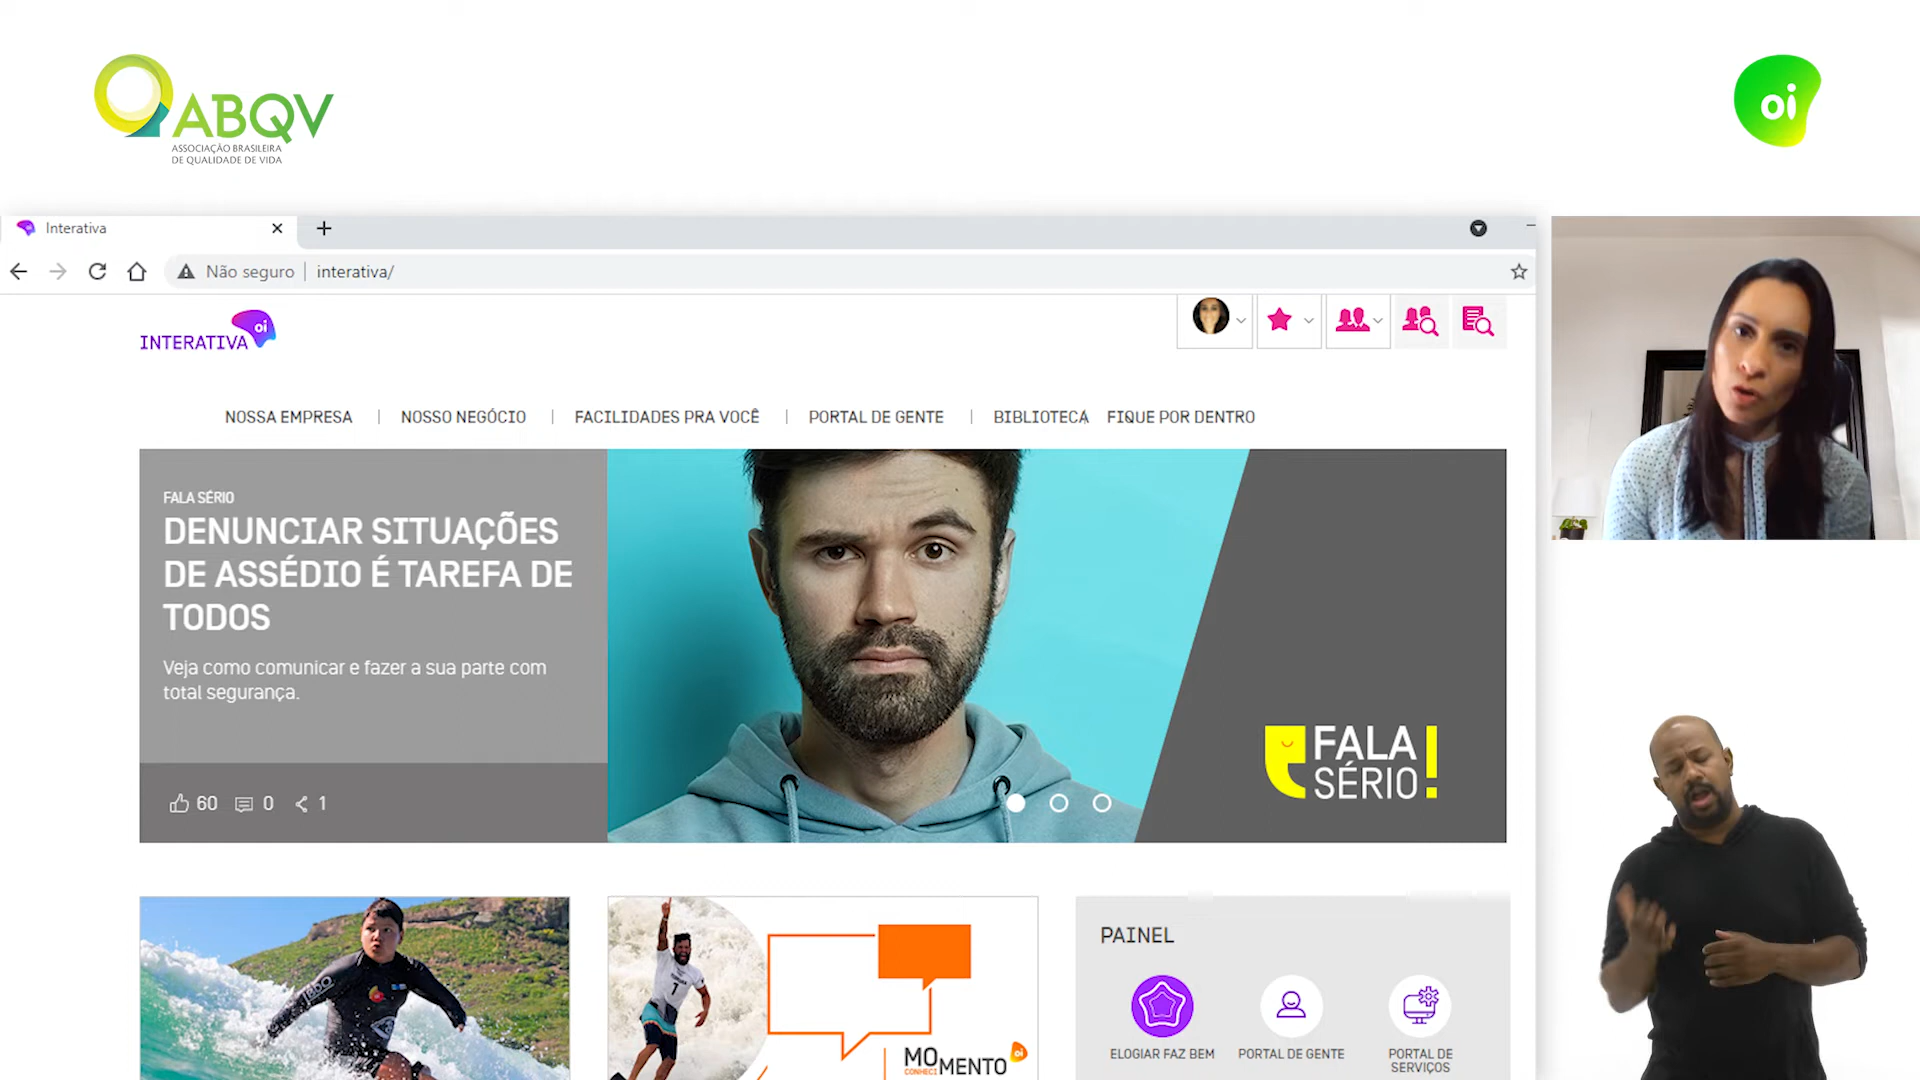 ABQV
ASSOCIAÇÃO BRASILEIRA
DE QUALIDADE DE VIDA
oi
Interativa
Não seguro
interativa/
INTERATIVA oi
NOSSA EMPRESA | NOSSO NEGÓCIO | FACILIDADES PRA VOCÊ | PORTAL DE GENTE | BIBLIOTECA FIQUE POR DENTRO
FALA SÉRIO
DENUNCIAR SITUAÇÕES
DE ASSÉDIO É TAREFA DE
TODOS
Veja como comunicar e fazer a sua parte com
total segurança.
60 0 1
FALA
SÉRIO!
MOMENTO
CONHECI
oi
PAINEL
ELOGIAR FAZ BEM
PORTAL DE GENTE
PORTAL DE
SERVIÇOS